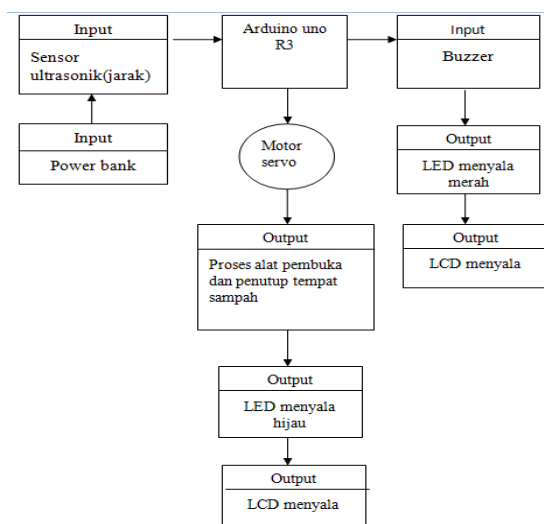 Input
Sensor
ultrasonik(jarak)
Arduino uno
R3
Input
Buzzer
Input
Power bank
Motor
servo
Output
LED menyala
merah
Output
Proses alat pembuka
dan penutup tempat
sampah
Output
LCD menyala
Output
LED menyala
hijau
Output
LCD menyala